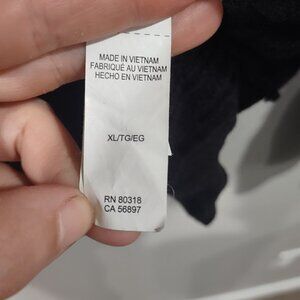 MADE IN VIETNAM
FABRIQUÉ AU VIETNAM
HECHO EN VIETNAM
XL/TG/EG
RN 80318
CA 56897